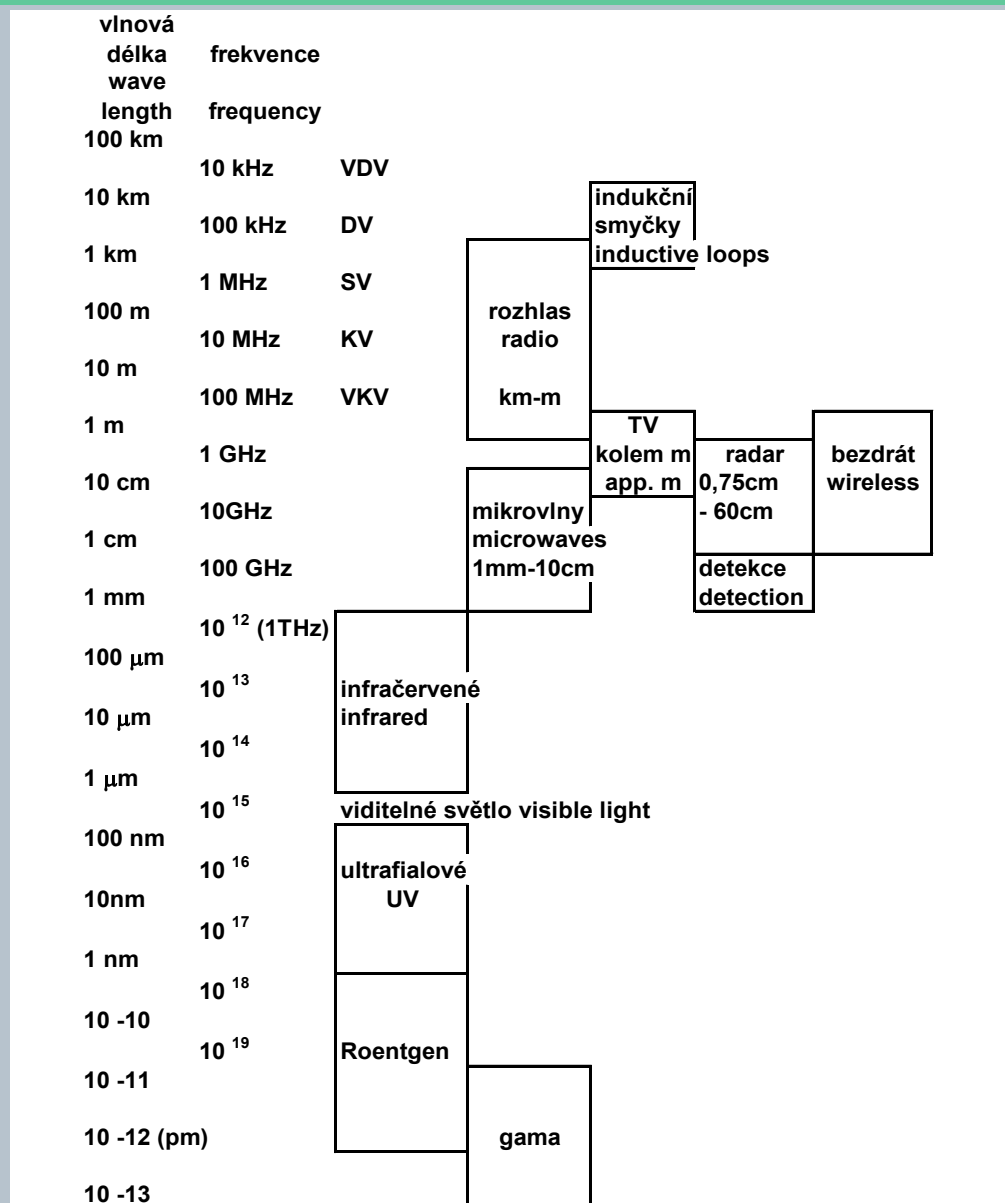 vlnová
délka frekvence
wave
length frequency
100 km
10 kHz VDV
10 km indukční
100 kHz DV smyčky
1 km inductive loops
1 MHz SV
100 m rozhlas
10 MHz KV radio
10 m
100 MHz VKV km-m
1 m TV
1 GHz kolem m radar bezdrát
10 cm app. m 0,75cm wireless
10GHz mikrovlny - 60cm
1 cm microwaves
100 GHz 1mm-10cm detekce
1 mm detection
10 12 (1THz)
100 μm
10 13 infračervené
10 μm infrared
10 14
1 μm
10 15 viditelné světlo visible light
100 nm
10 16 ultrafialové
10nm UV
10 17
1 nm
10 18
10 -10
10 19 Roentgen
10 -11
10 -12 (pm) gama
10 -13